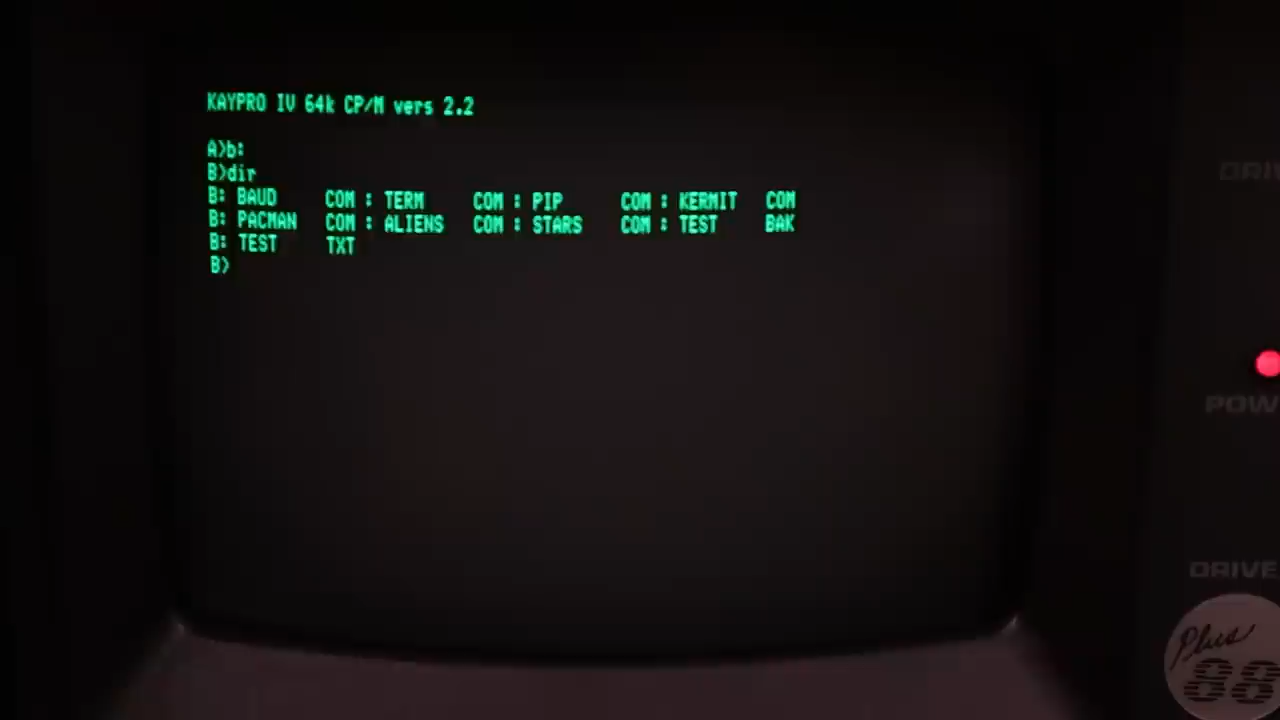 KAYPRO IV 64k CP/M vers 2.2
A>b:
B>dir
B: BAUD COM : TERM COM : PIP COM : KERMIT COM
B: PACMAN COM : ALIENS COM : STARS COM : TEST BAK
B: TEST TXT
B>
DRI
POW
DRIVE
Plus
88